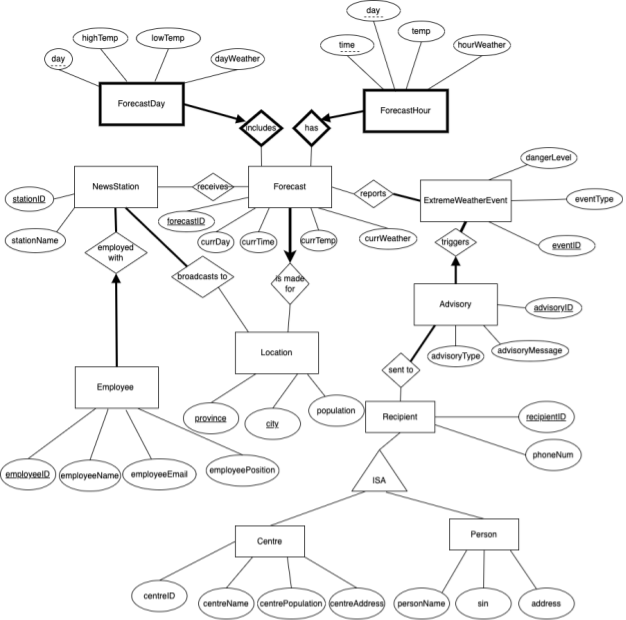 day
highTemp
lowTemp
time
temp
day
dayWeather
hourWeather
ForecastDay
ForecastHour
includes
has
dangerLevel
NewsStation
receives
Forecast
reports
ExtremeWeatherEvent
eventType
stationID
forecastID
stationName
currDay
currTime
currTemp
currWeather
triggers
eventID
employed
with
broadcasts to
is made
for
Advisory
advisoryID
Location
advisoryType
advisoryMessage
Employee
sent to
province
city
population
Recipient
recipientID
phoneNum
employeeID
employeeName
employeeEmail
employeePosition
ISA
Centre
Person
centreID
centreName
centrePopulation
centreAddress
personName
sin
address